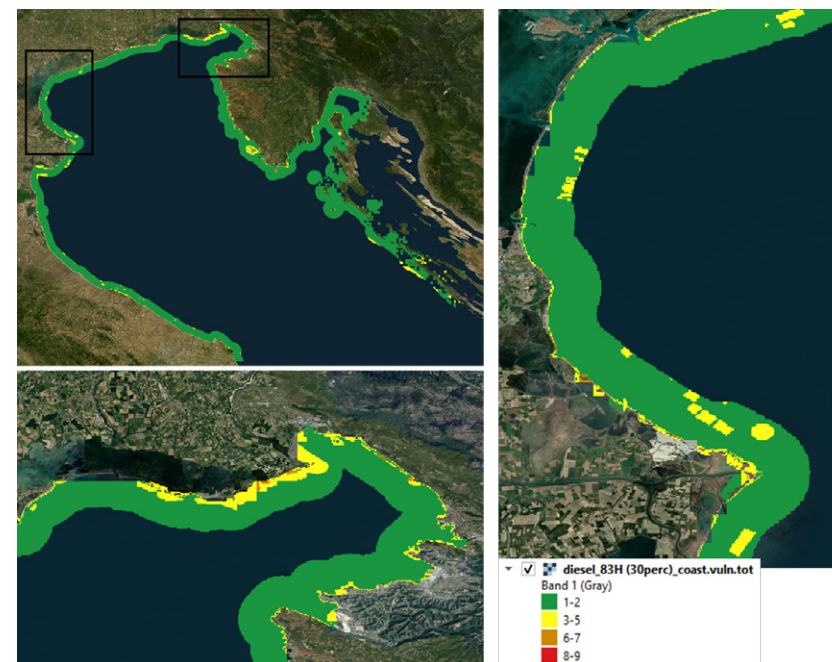 diesel_83H (30perc)_coast.vuln.tot
Band 1 (Gray)
1-2
3-5
6-7
8-9